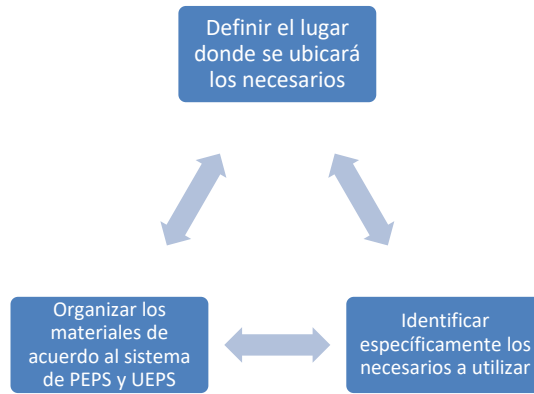 Definir el lugar
donde se ubicará
los necesarios
Organizar los
materiales de
acuerdo al sistema
de PEPS y UEPS
Identificar
específicamente los
necesarios a utilizar